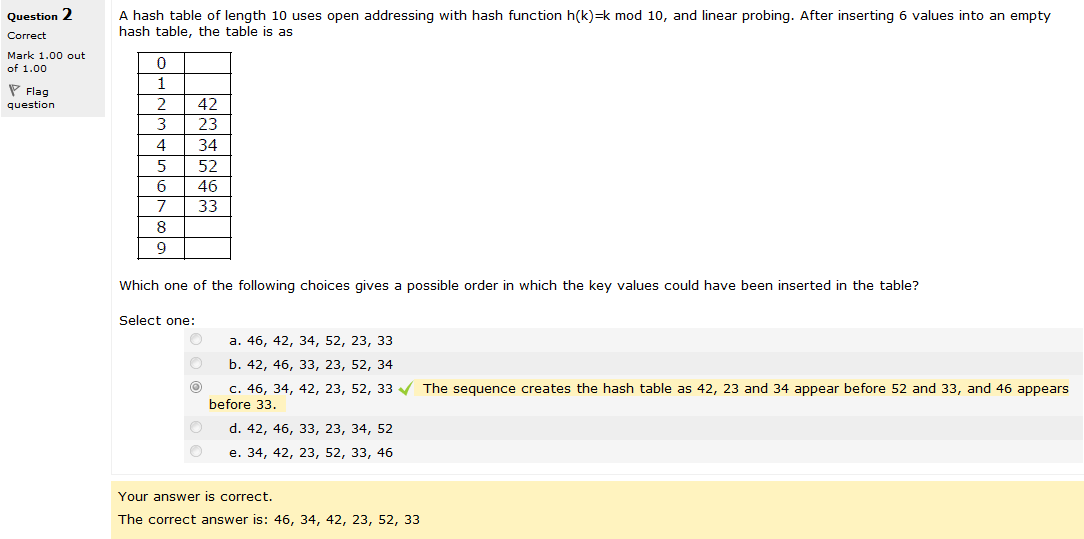 Question 2
Correct
Mark 1.00 out
of 1.00
Flag
question
A hash table of length 10 uses open addressing with hash function h(k)=k mod 10, and linear probing. After inserting 6 values into an empty
hash table, the table is as
0
1
2 42
3 23
4 34
5 52
6 46
7 33
8
9
Which one of the following choices gives a possible order in which the key values could have been inserted in the table?
Select one:
a. 46, 42, 34, 52, 23, 33
b. 42, 46, 33, 23, 52, 34
c. 46, 34, 42, 23, 52, 33 The sequence creates the hash table as 42, 23 and 34 appear before 52 and 33, and 46 appears
before 33.
d. 42, 46, 33, 23, 34, 52
e. 34, 42, 23, 52, 33, 46
Your answer is correct.
The correct answer is: 46, 34, 42, 23, 52, 33